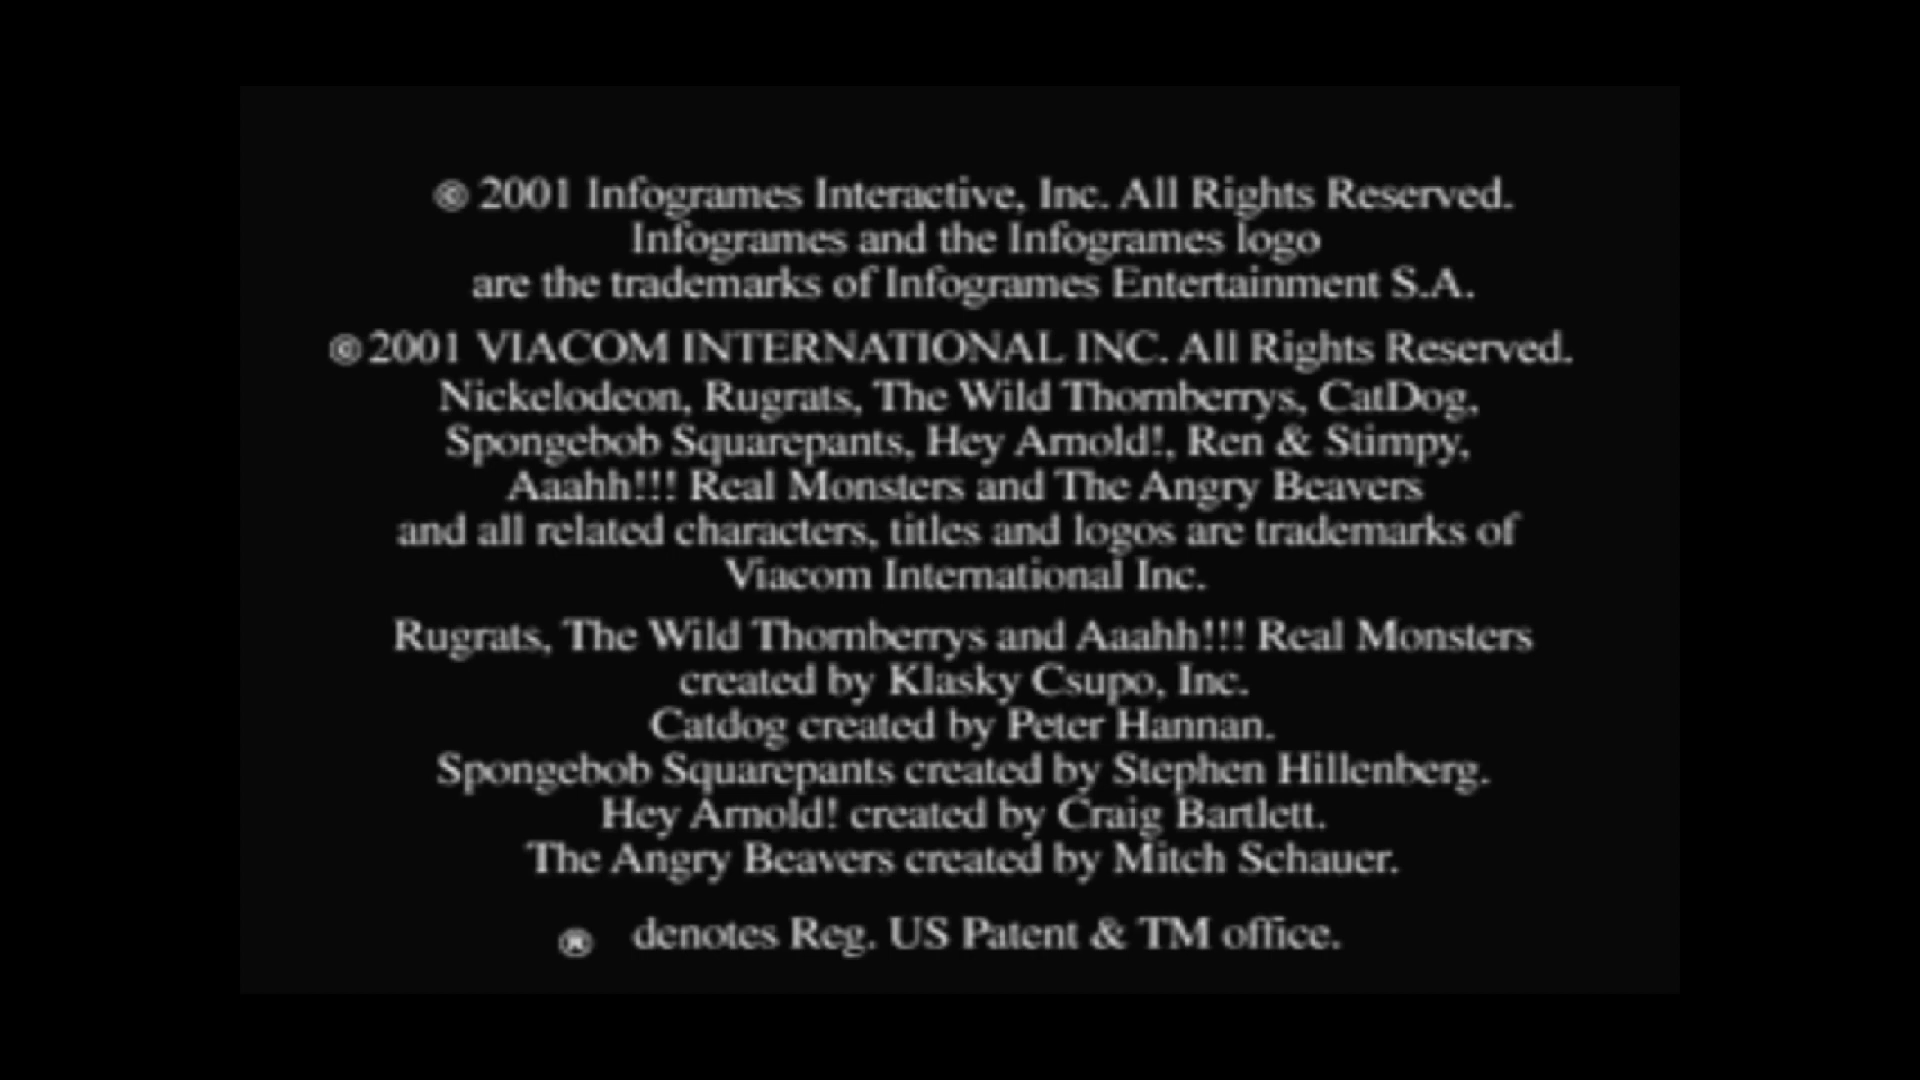 ® 2001 Infogrames Interactive, Inc. All Rights Reserved.
Infogrames and the Infogrames logo
are the trademarks of Infogrames Entertainment S.A.
©2001 VIACOM INTERNATIONAL INC. All Rights Reserved.
Nickelodeon, Rugrats, The Wild Thornberrys, CatDog,
Spongebob Squarepants, Hey Arnold!, Ren & Stimpy,
Aaahh!!! Real Monsters and The Angry Beavers
and all related characters, titles and logos are trademarks of
Viacom International Inc.
Rugrats, The Wild Thornberrys and Aaahh!!! Real Monsters
created by Klasky Csupo, Inc.
Catdog created by Peter Hannan.
Spongebob Squarepants created by Stephen Hillenberg.
Hey Arnold! created by Craig Bartlett.
The Angry Beavers created by Mitch Schauer.
® denotes Reg. US Patent & TM office.